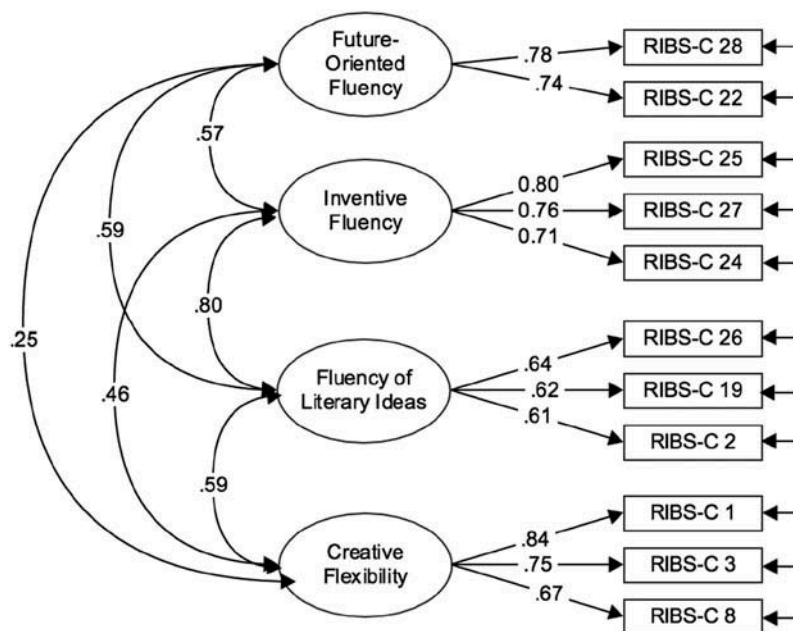 Future-
Oriented
Fluency
.78
RIBS-C 28
.74
RIBS-C 22
.57
Inventive
Fluency
0.80
RIBS-C 25
0.76
RIBS-C 27
0.71
RIBS-C 24
.59
.80
.25
.46
Fluency of
Literary Ideas
.64
RIBS-C 26
.62
RIBS-C 19
.61
RIBS-C 2
.59
Creative
Flexibility
.84
RIBS-C 1
.75
RIBS-C 3
.67
RIBS-C 8